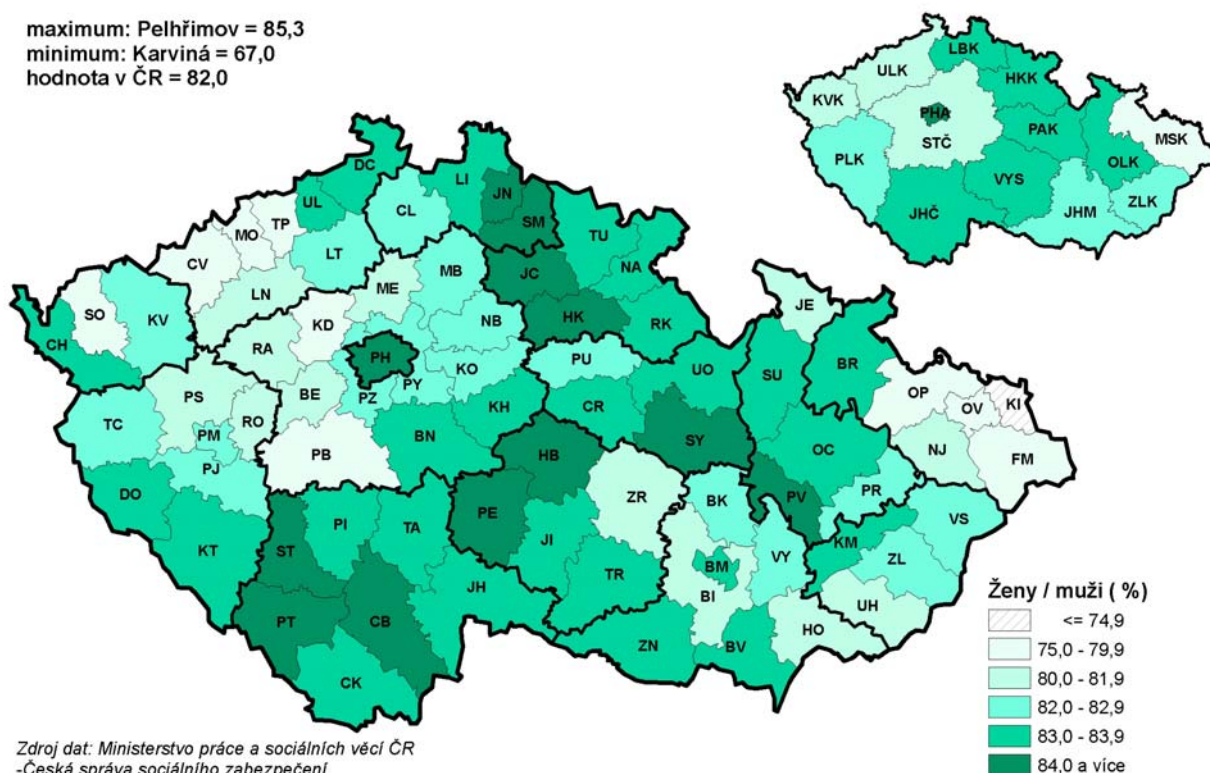 maximum: Pelhřimov = 85,3
minimum: Karviná = 67,0
hodnota v ČR = 82,0
LBK
ULK
HKK
KVK
PHA
STČ
PAK
MSK
PLK
OLK
VYS
JHČ
JHM
ZLK
DC
LI
JN
UL
SM
TP
CL
MO
TU
LT
CV
MB
JC
NA
ME
LN
SO
KV
KD
NB
HK
RK
JE
CH
RA
PH
PU
KO
UO
SU
BR
OP
PY
PS
BE
PZ
OV
KI
RO
CR
KH
TC
PM
BN
SY
OC
NJ
PB
HB
FM
PJ
DO
ZR
PV
PR
BK
PE
VS
PI
TA
ST
KT
JI
KM
VY
ZL
BM
TR
JH
BI
UH
PT
CB
HO
ZN
BV
CK
Ženy / muži ( %)
<= 74,9
75,0 - 79,9
80,0 - 81,9
82,0 - 82,9
83,0 - 83,9
84,0 a více
Zdroj dat: Ministerstvo práce a sociálních věcí ČR
-Česká správa sociálního zabezpečení